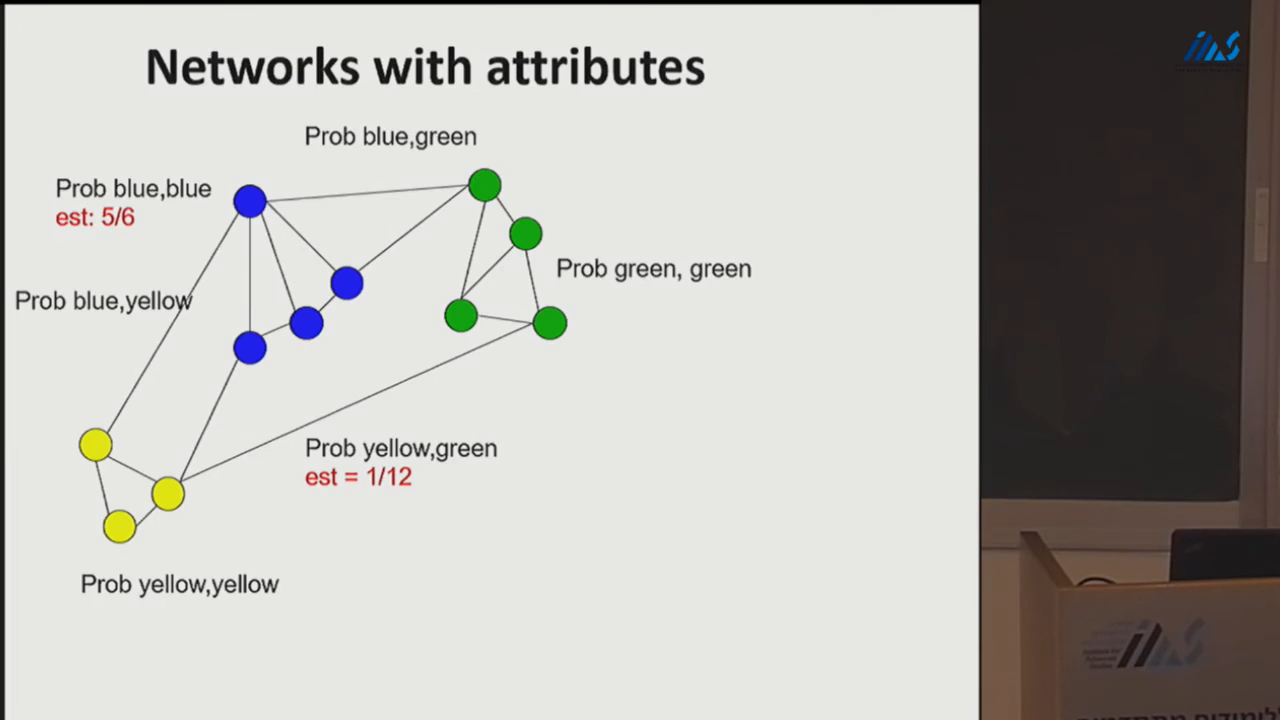 Networks with attributes
Prob blue,green
Prob blue,blue
est: 5/6
Prob green, green
Prob blue,yellow
Prob yellow,green
est = 1/12
Prob yellow,yellow